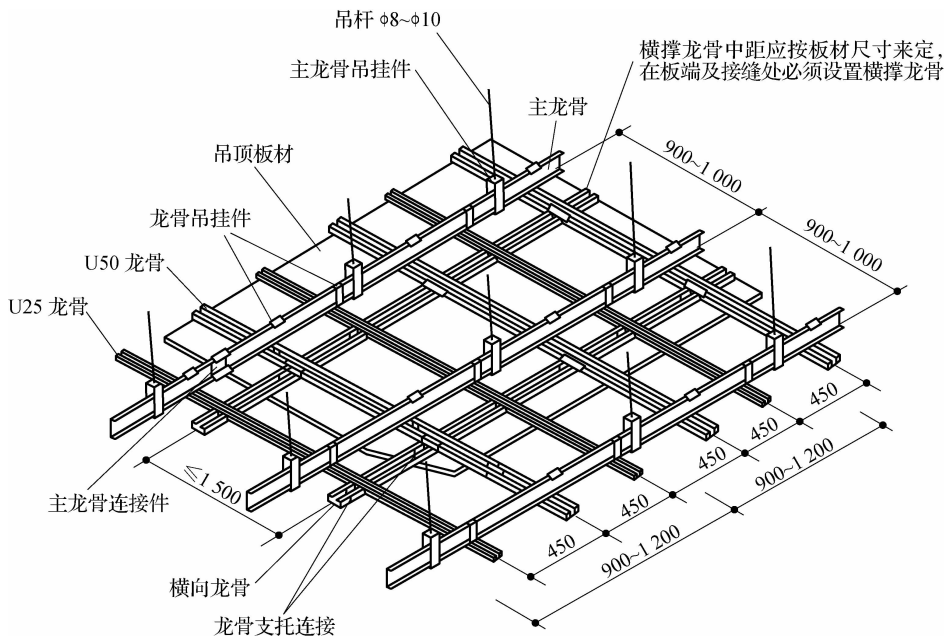 吊杆 ϕ8~ϕ10
主龙骨吊挂件
横撑龙骨中距应按板材尺寸来定，
在板端及接缝处必须设置横撑龙骨
主龙骨
吊顶板材
900~1 000
龙骨吊挂件
900~1 000
U50 龙骨
U25 龙骨
450
450
450
450
450
900~1 200
900~1 200
≤1 500
主龙骨连接件
横向龙骨
龙骨支托连接